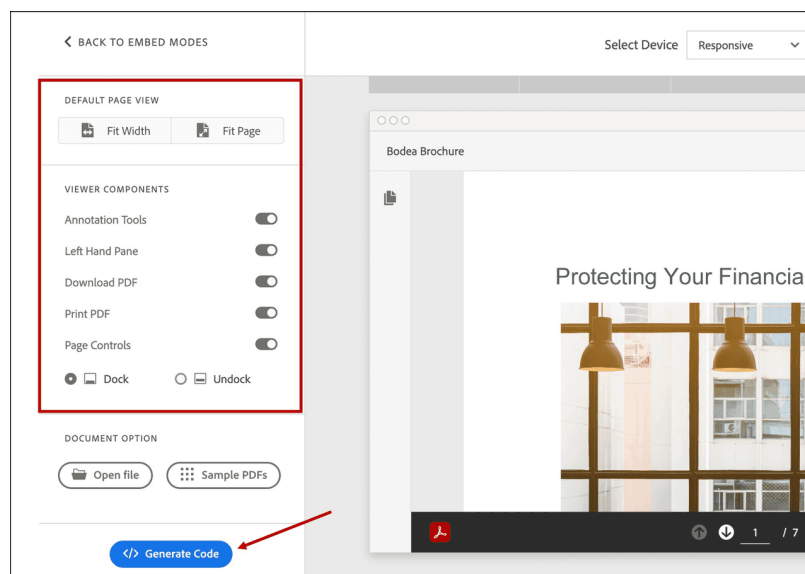 BACK TO EMBED MODES
Select Device
Responsive
DEFAULT PAGE VIEW
Fit Width
Fit Page
VIEWER COMPONENTS
Annotation Tools
Left Hand Pane
Download PDF
Print PDF
Page Controls
Dock
Undock
DOCUMENT OPTION
Open file
Sample PDFs
</> Generate Code
Bodea Brochure
Protecting Your Financia
1 / 7